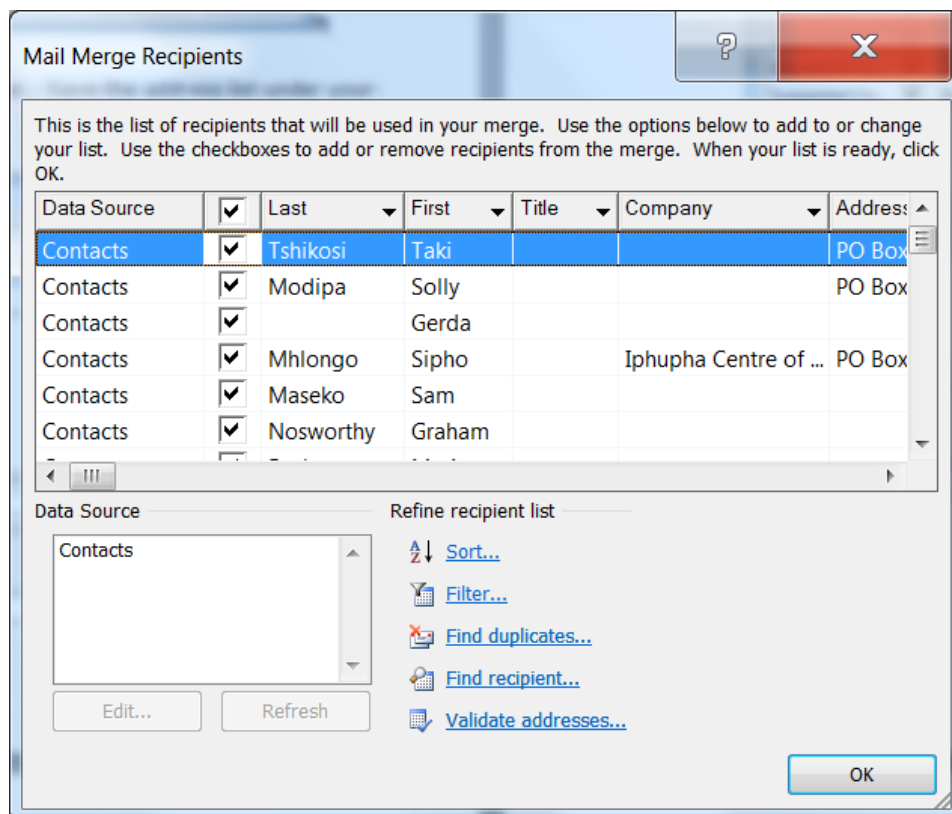 Mail Merge Recipients
This is the list of recipients that will be used in your merge. Use the options below to add to or change
your list. Use the checkboxes to add or remove recipients from the merge. When your list is ready, click
OK.
Data Source Last First Title Company Address
Contacts Tshikosi Taki PO Box
Contacts Modipa Solly PO Box
Contacts Gerda
Contacts Mhlongo Sipho Iphupha Centre of ... PO Box
Contacts Maseko Sam
Contacts Nosworthy Graham
Data Source Refine recipient list
Contacts
Sort...
Filter...
Find duplicates...
Find recipient...
Edit... Refresh Validate addresses...
OK